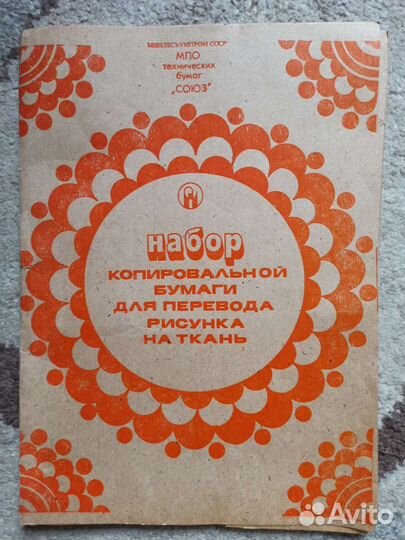 МИНЛЕСБУМПРОМ СССР
МПО
технических
бумаг
„СОЮЗ"
набор
КОПИРОВАЛЬНОЙ
БУМАГИ
ДЛЯ ПЕРЕВОДА
РИСУНКА
НА ТКАНЬ
Avito